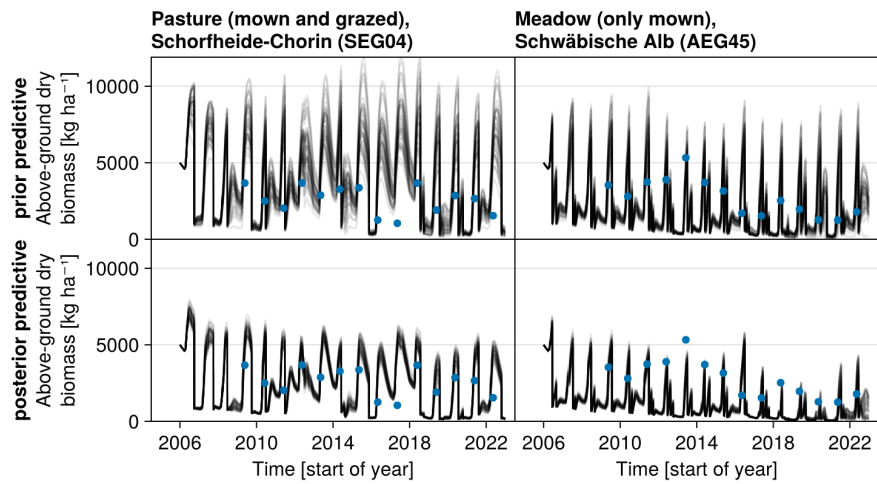 Pasture (mown and grazed),
Schorfheide-Chorin (SEG04)
Meadow (only mown),
Schwäbische Alb (AEG45)
prior predictive
Above-ground dry
biomass [kg ha⁻¹]
10000
5000
0
posterior predictive
Above-ground dry
biomass [kg ha⁻¹]
10000
5000
0
2006 2010 2014 2018 2022
2006 2010 2014 2018 2022
Time [start of year]
Time [start of year]